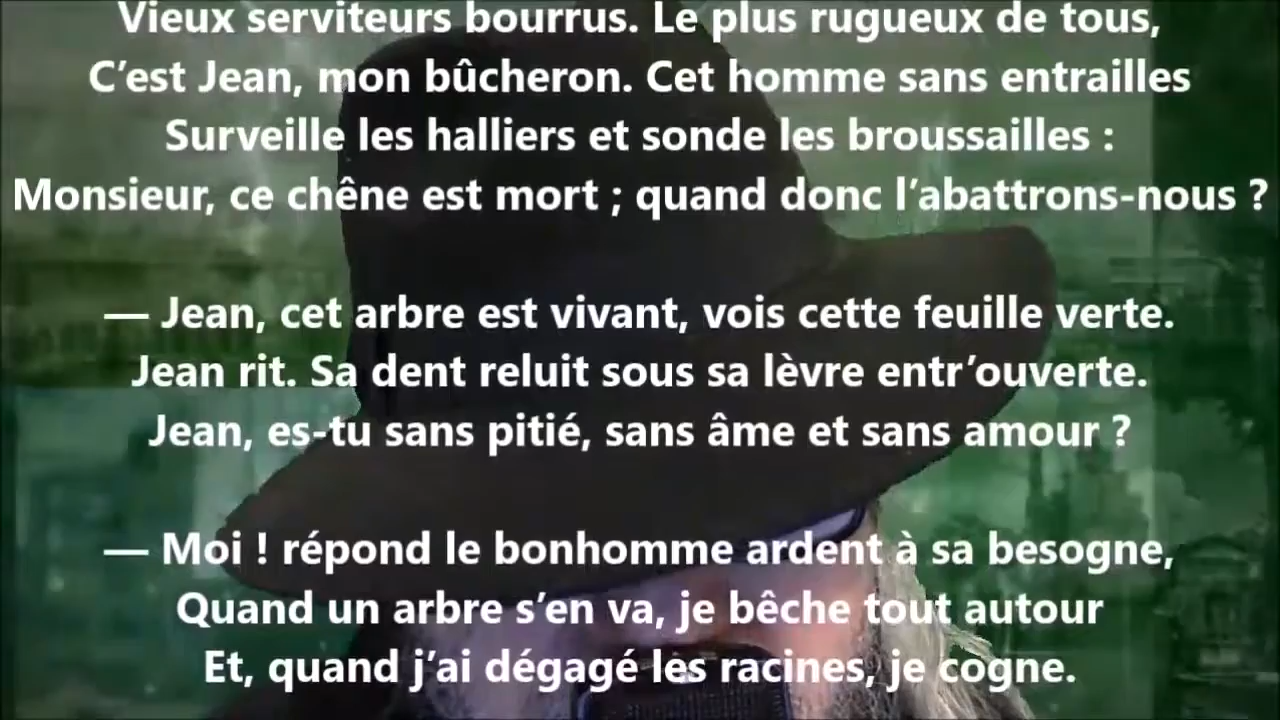 Vieux serviteurs bourrus. Le plus rugueux de tous,
C’est Jean, mon bûcheron. Cet homme sans entrailles
Surveille les halliers et sonde les broussailles :
Monsieur, ce chêne est mort ; quand donc l’abattrons-nous ?
— Jean, cet arbre est vivant, vois cette feuille verte.
Jean rit. Sa dent reluit sous sa lèvre entr’ouverte.
Jean, es-tu sans pitié, sans âme et sans amour ?
— Moi ! répond le bonhomme ardent à sa besogne,
Quand un arbre s’en va, je bêche tout autour
Et, quand j’ai dégagé les racines, je cogne.